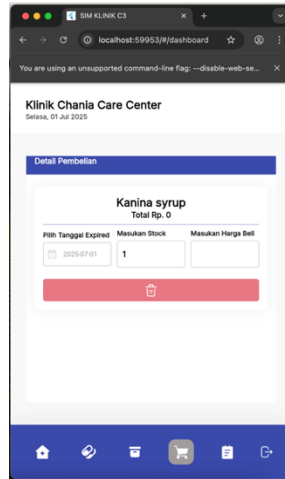 SIM KLINIK C3
localhost:59953/#/dashboard
You are using an unsupported command-line flag: --disable-web-se...
Klinik Chania Care Center
Selasa, 01 Jul 2025
Detail Pembelian
Kanina syrup
Total Rp. 0
Pilih Tanggal Expired Masukan Stock Masukan Harga Beli
2025-07-01 1